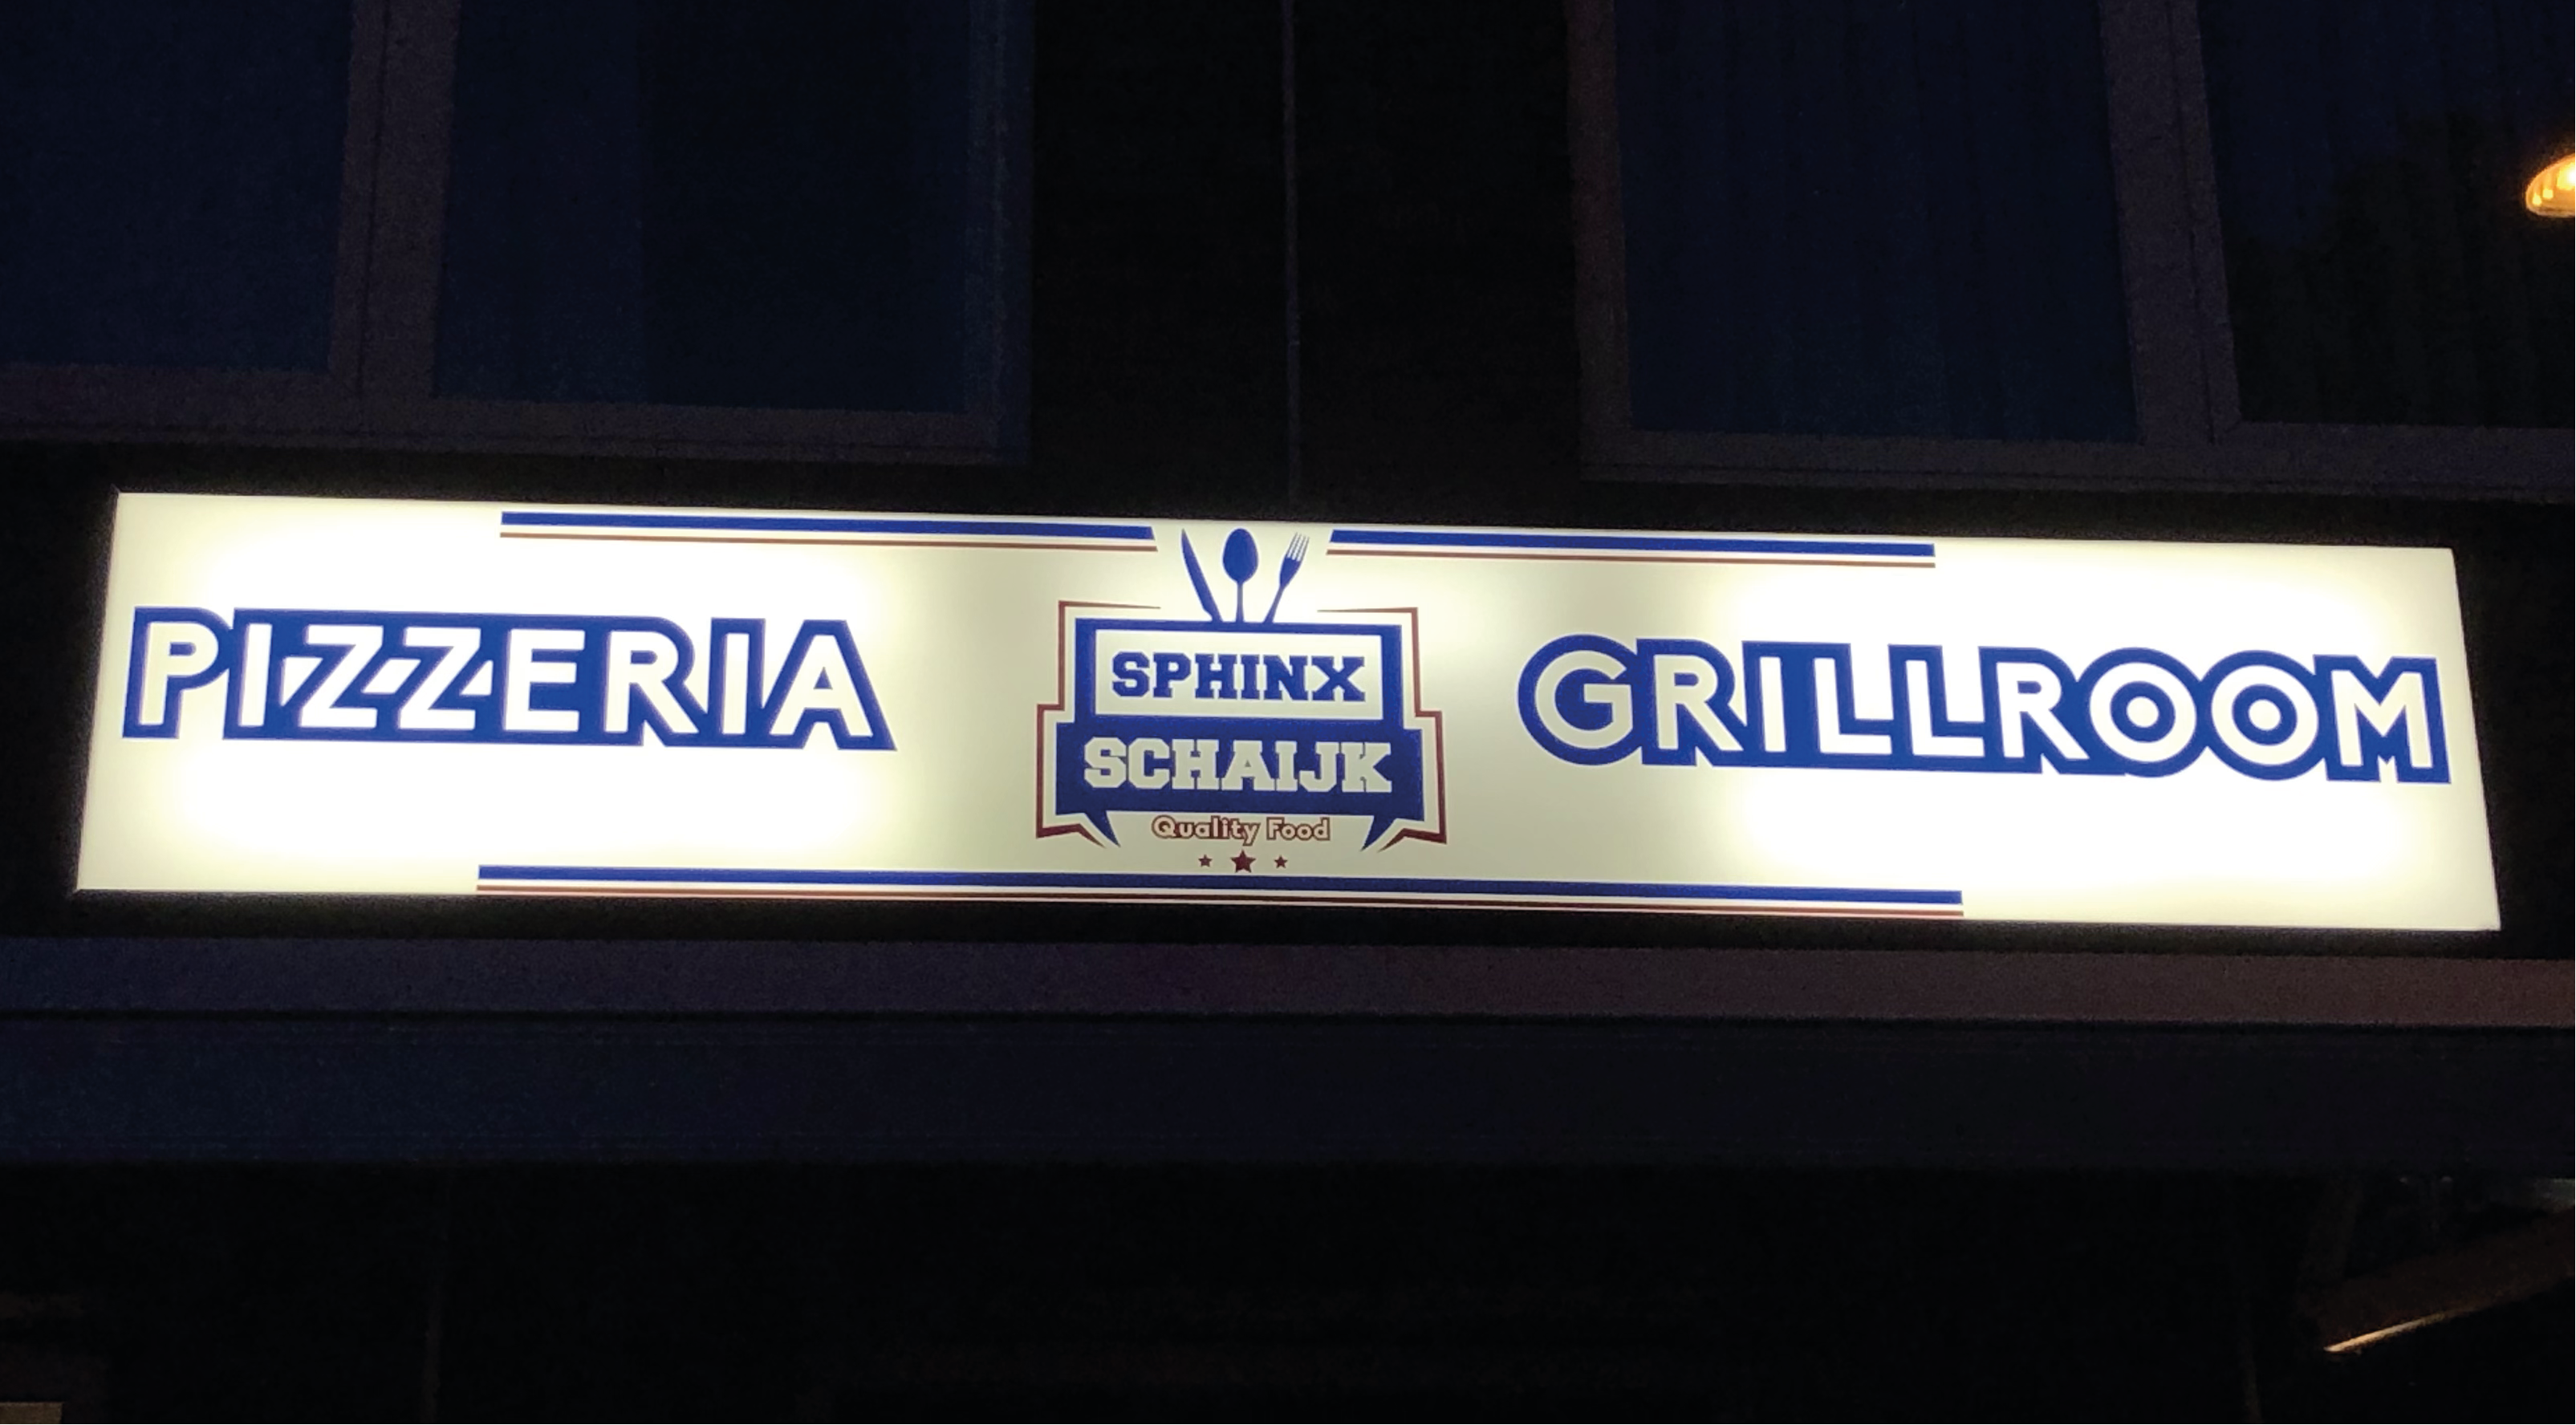 PIZZERIA
SPHINX
SCHAIJK
Quality Food
GRILLROOM